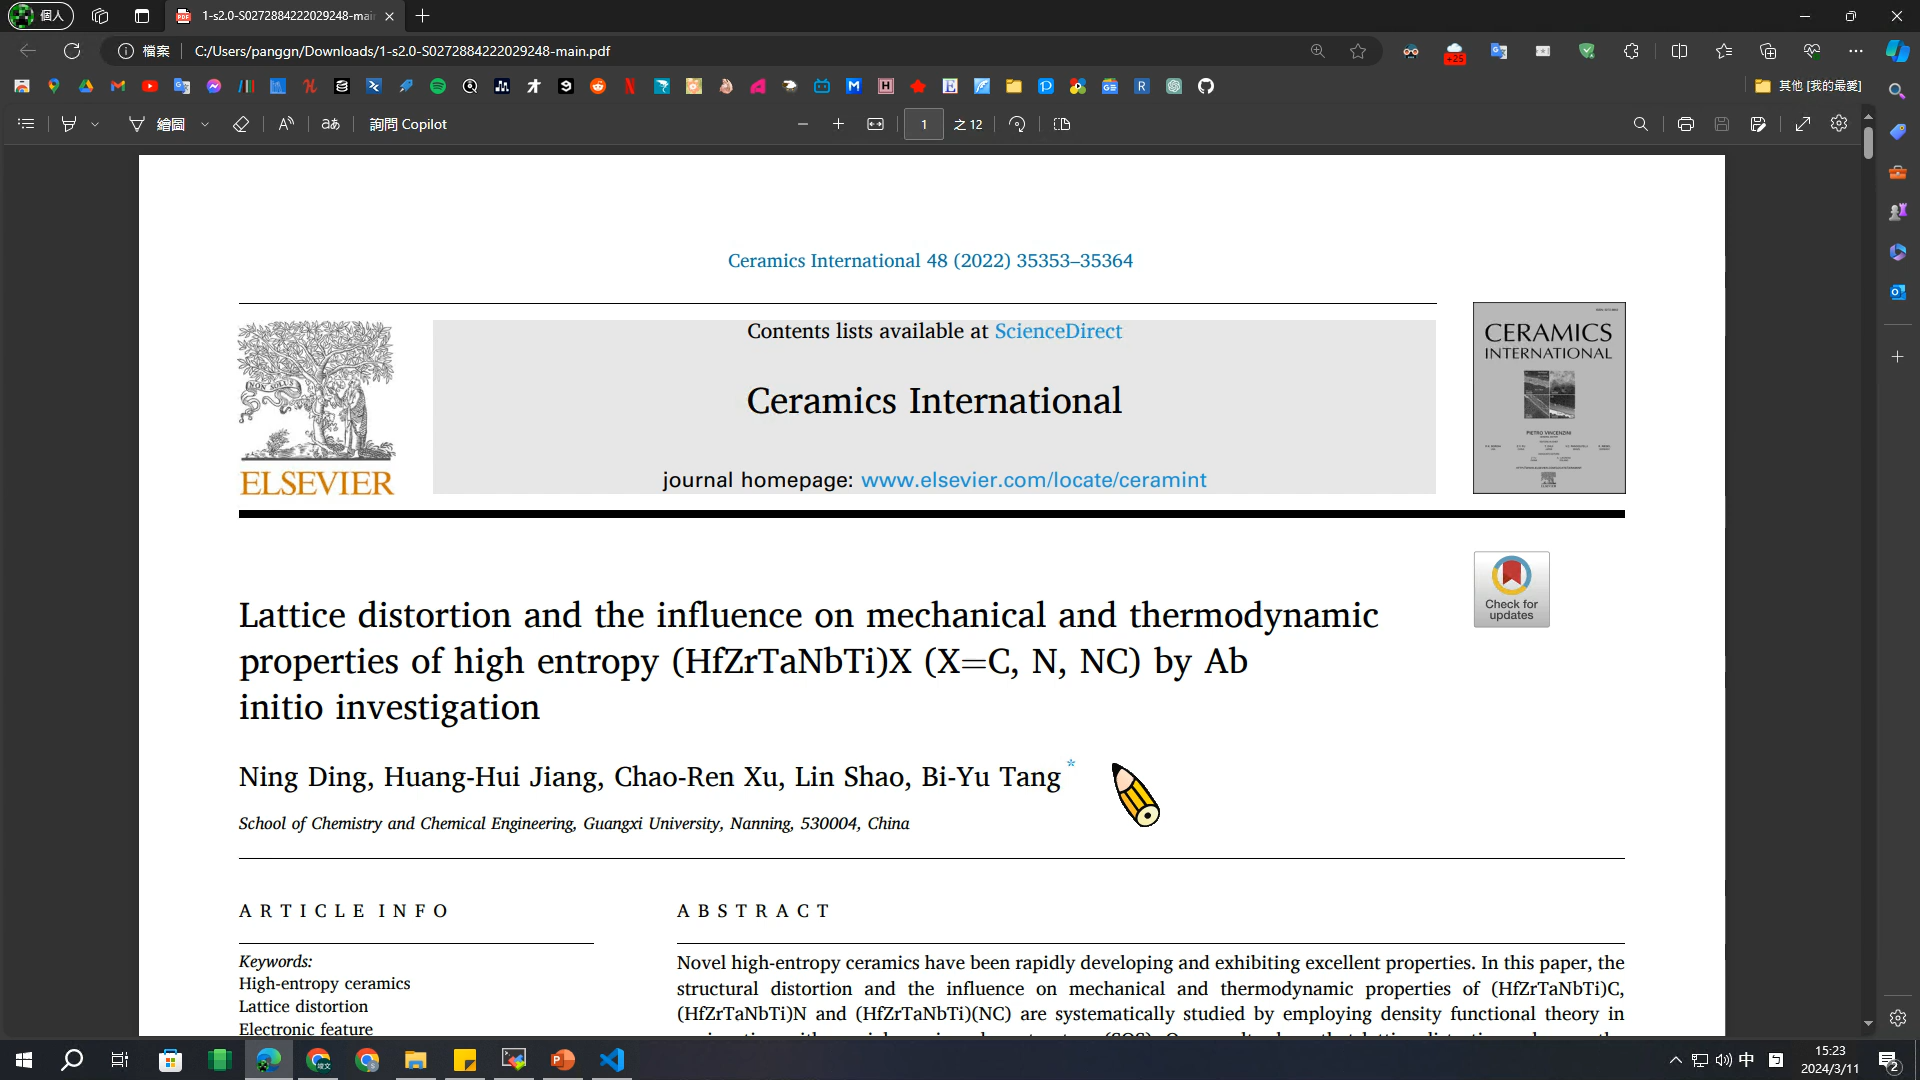 個人
1-s2.0-S0272884222029248-mai
檔案
C:/Users/panggn/Downloads/1-s2.0-S0272884222029248-main.pdf
+25
其他 [我的最愛]
繪圖
aあ
詢問 Copilot
1
之 12
Ceramics International 48 (2022) 35353–35364
Contents lists available at ScienceDirect
Ceramics International
journal homepage: www.elsevier.com/locate/ceramint
NON SOLUS
ELSEVIER
CERAMICS
INTERNATIONAL
PIETRO VINCENZINI
Check for
updates
Lattice distortion and the influence on mechanical and thermodynamic
properties of high entropy (HfZrTaNbTi)X (X=C, N, NC) by Ab
initio investigation
Ning Ding, Huang-Hui Jiang, Chao-Ren Xu, Lin Shao, Bi-Yu Tang *
School of Chemistry and Chemical Engineering, Guangxi University, Nanning, 530004, China
ARTICLE INFO
ABSTRACT
Keywords:
High-entropy ceramics
Lattice distortion
Electronic feature
Novel high-entropy ceramics have been rapidly developing and exhibiting excellent properties. In this paper, the
structural distortion and the influence on mechanical and thermodynamic properties of (HfZrTaNbTi)C,
(HfZrTaNbTi)N and (HfZrTaNbTi)(NC) are systematically studied by employing density functional theory in
中
15:23
2024/3/11
2